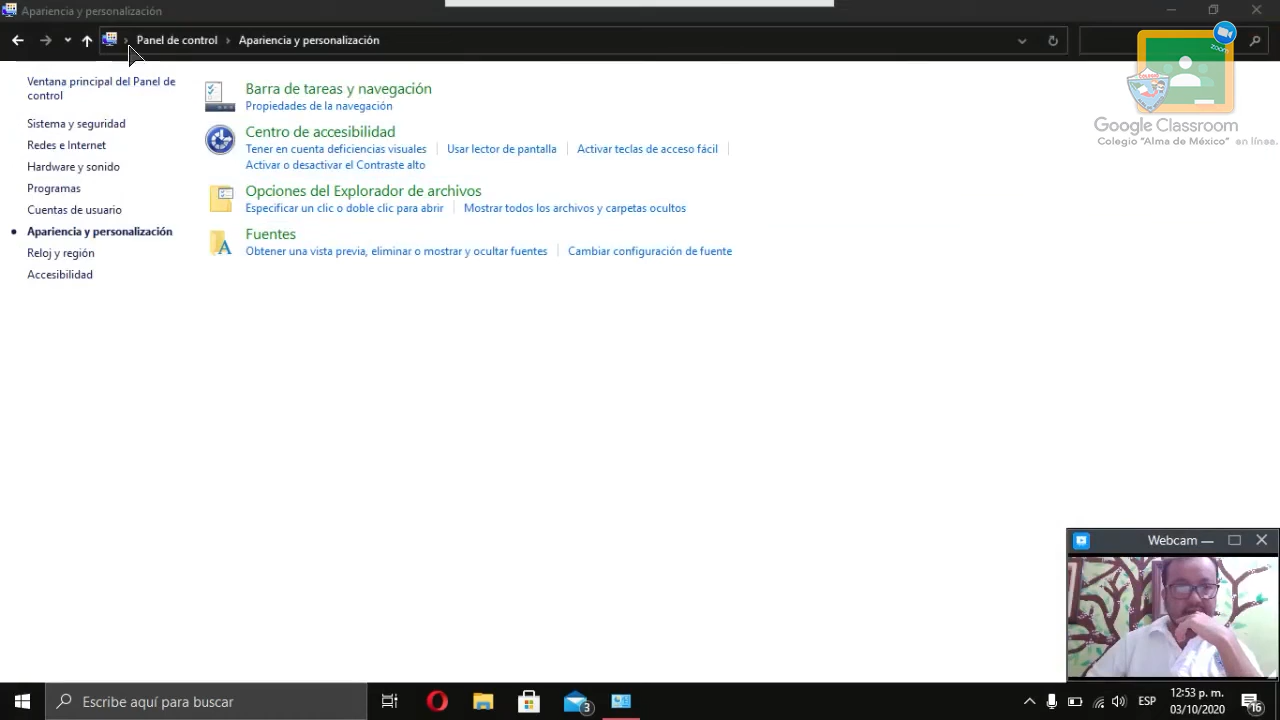 Apariencia y personalización
Panel de control
Apariencia y personalización
zoom
Google Classroom
Colegio "Alma de México" en línea.
Ventana principal del Panel de
control
Sistema y seguridad
Redes e Internet
Hardware y sonido
Programas
Cuentas de usuario
Apariencia y personalización
Reloj y región
Accesibilidad
Barra de tareas y navegación
Propiedades de la navegación
Centro de accesibilidad
Tener en cuenta deficiencias visuales
Usar lector de pantalla
Activar teclas de acceso fácil
Activar o desactivar el Contraste alto
Opciones del Explorador de archivos
Especificar un clic o doble clic para abrir
Mostrar todos los archivos y carpetas ocultos
Fuentes
Obtener una vista previa, eliminar o mostrar y ocultar fuentes
Cambiar configuración de fuente
Webcam
Escribe aquí para buscar
3
ESP
12:53 p. m.
03/10/2020
16